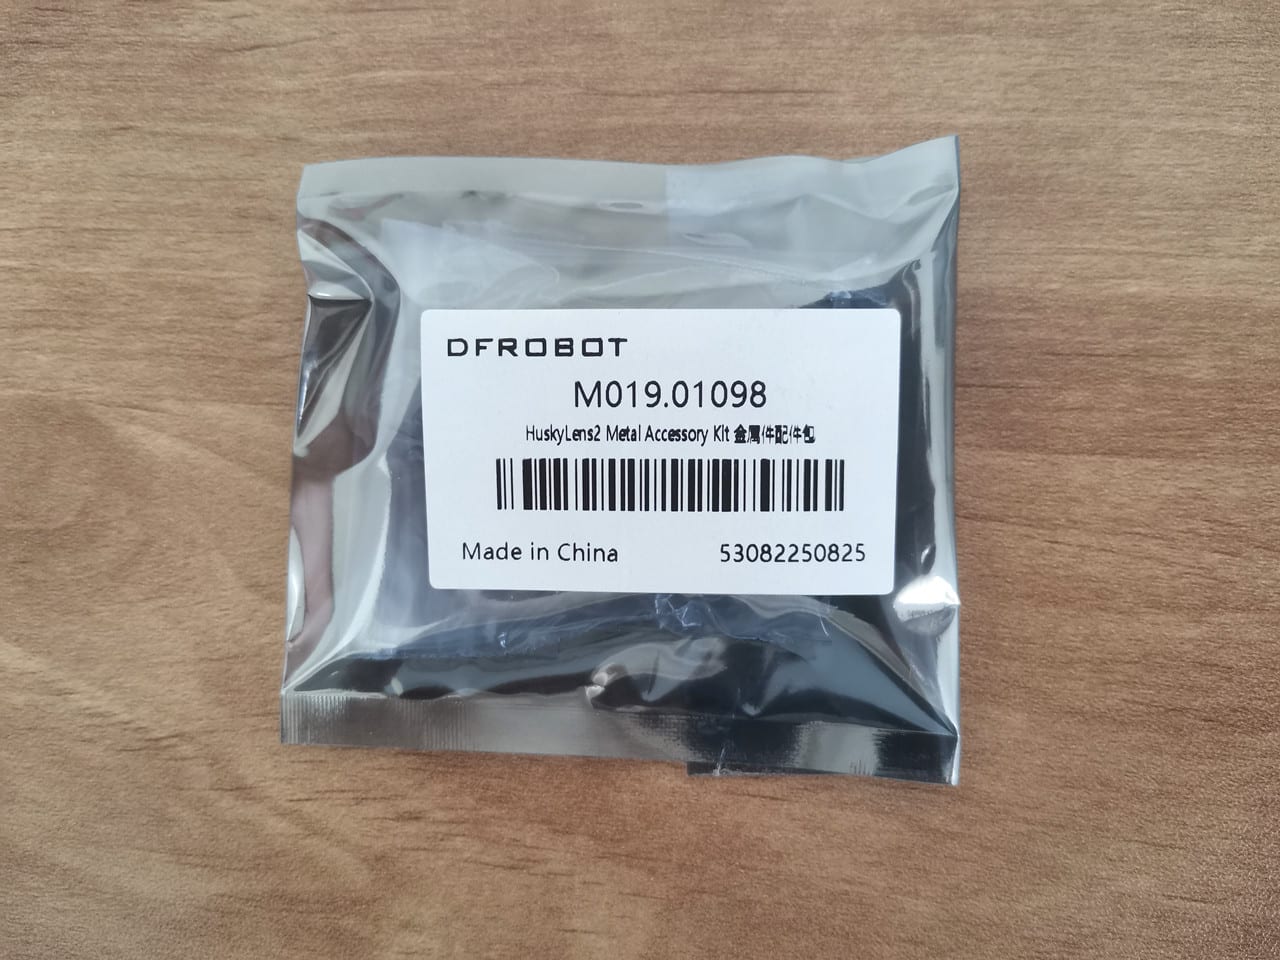 DFROBOT
M019.01098
HuskyLens2 Metal Accessory Kit 金属件配件包
Made in China
53082250825